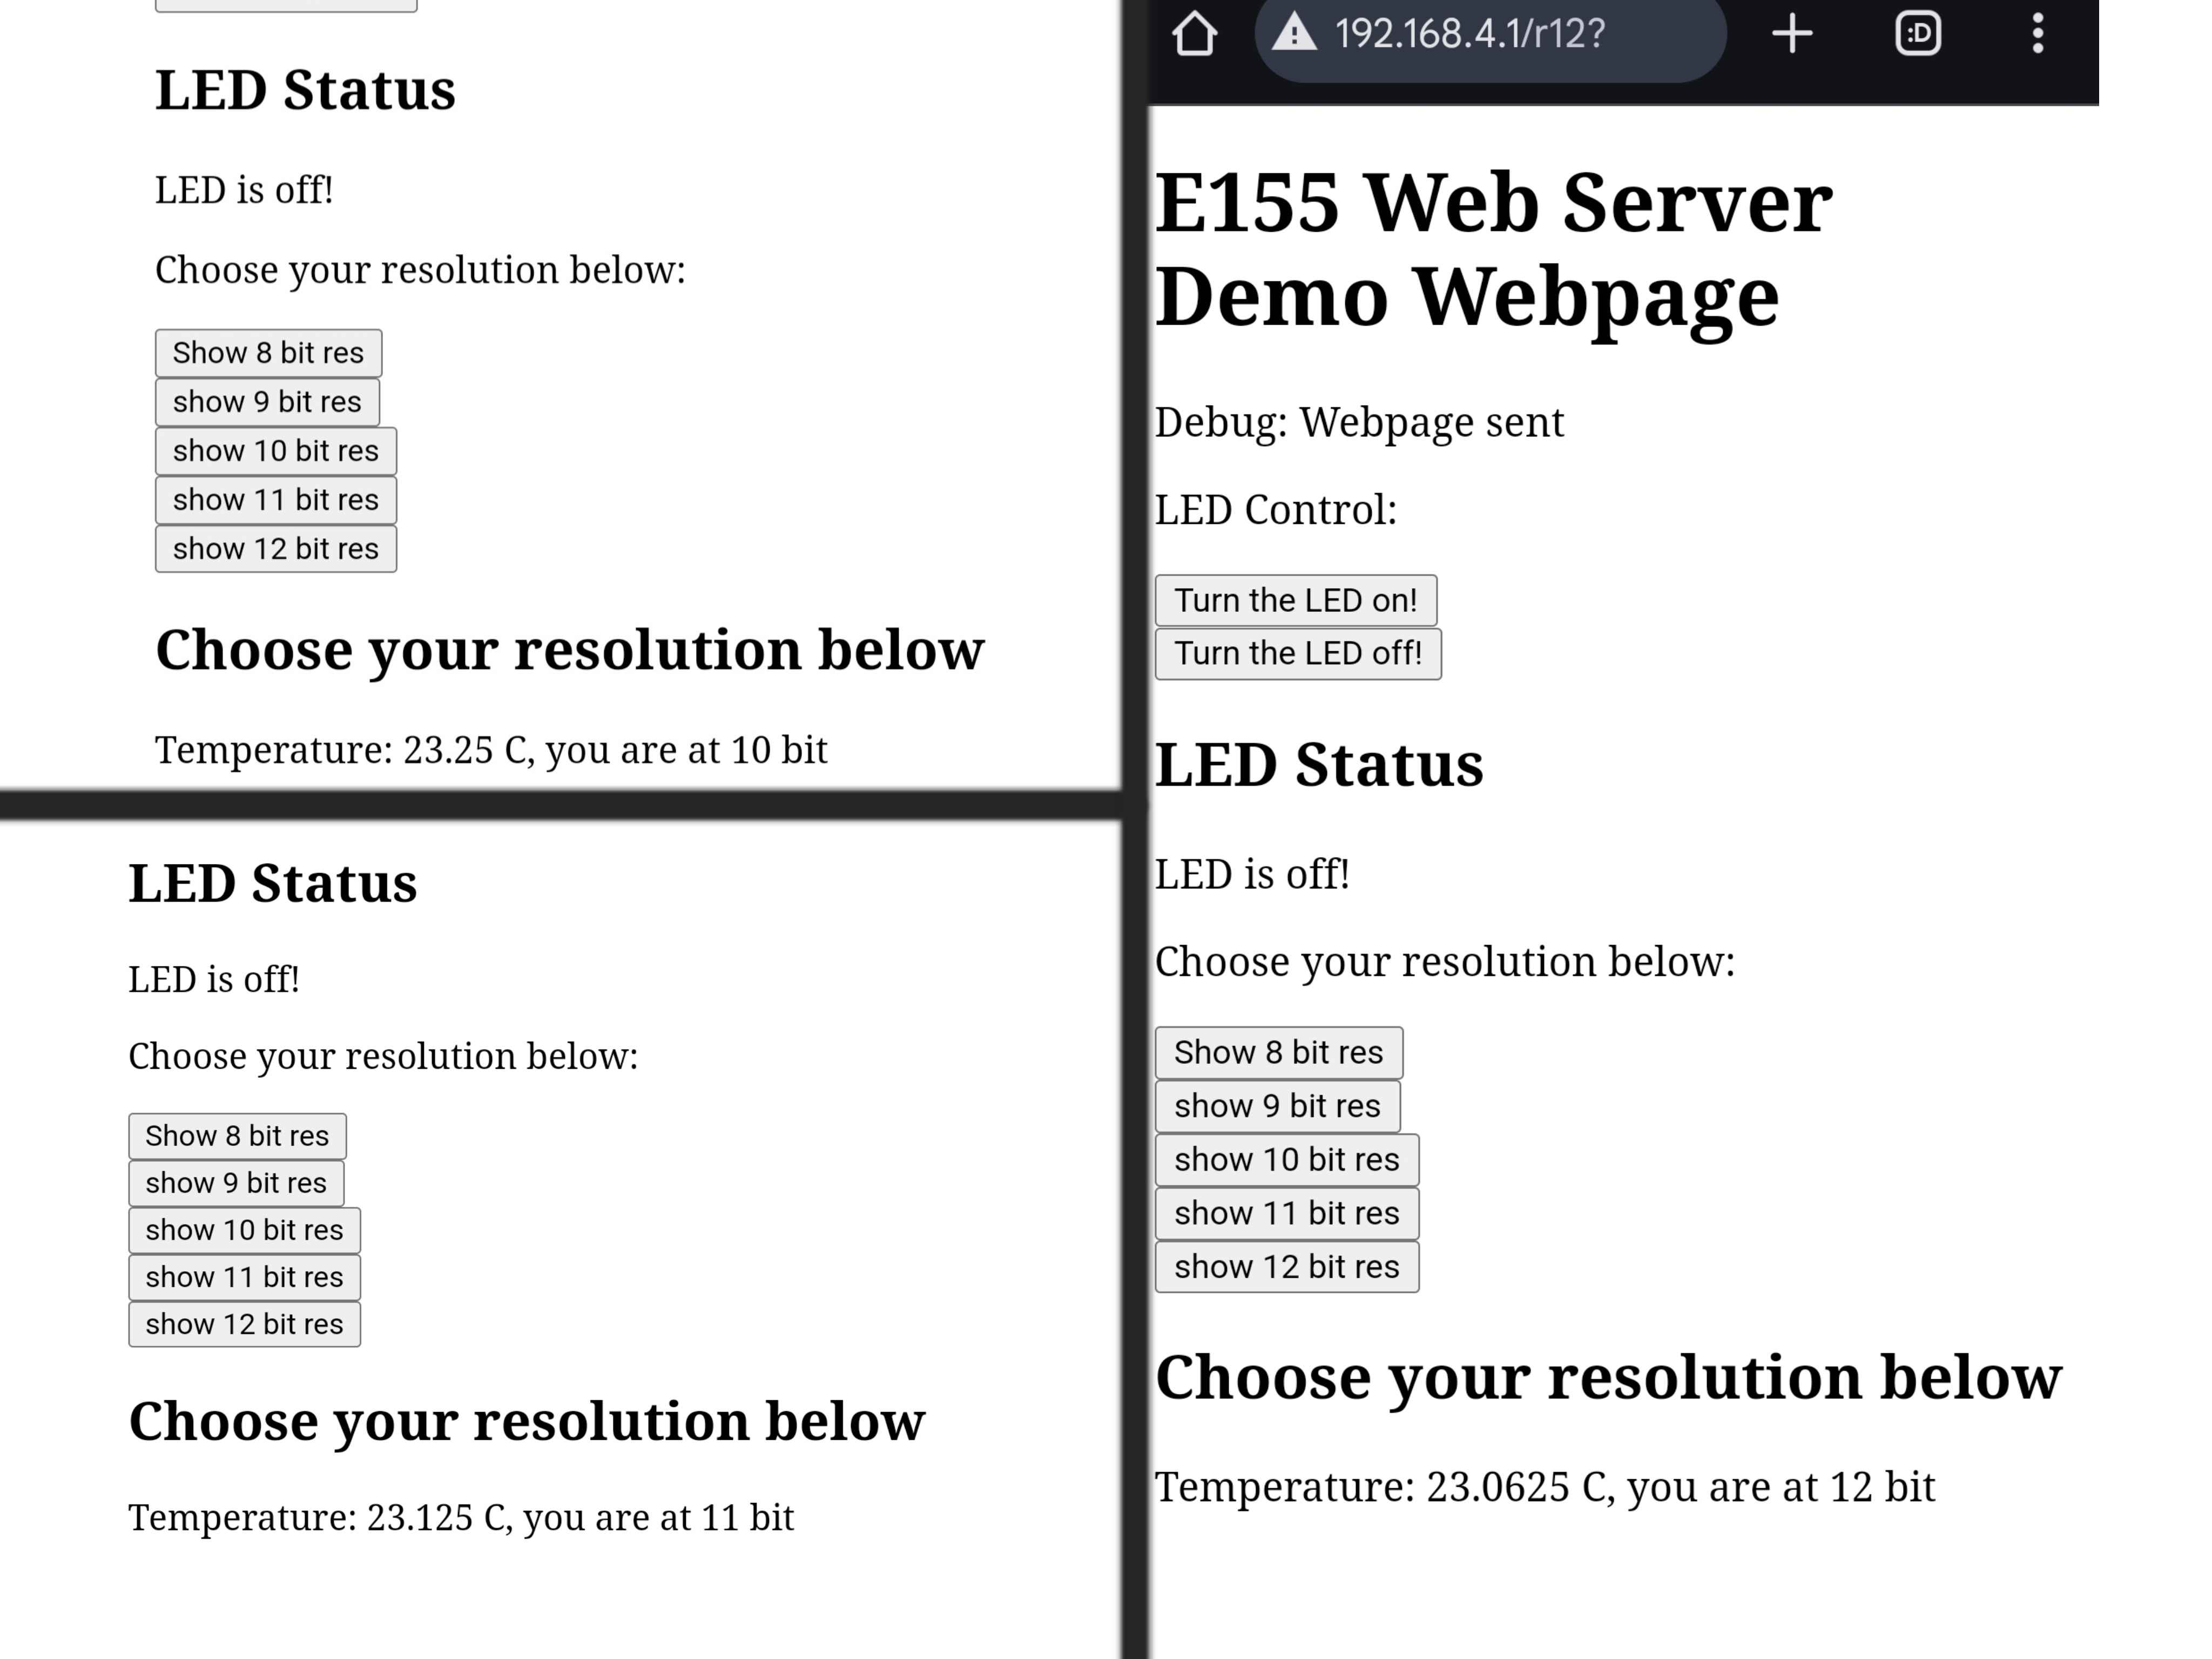 LED Status
LED is off!
Choose your resolution below:
Show 8 bit res
show 9 bit res
show 10 bit res
show 11 bit res
show 12 bit res
Choose your resolution below
Temperature: 23.25 C, you are at 10 bit
LED Status
LED is off!
Choose your resolution below:
Show 8 bit res
show 9 bit res
show 10 bit res
show 11 bit res
show 12 bit res
Choose your resolution below
Temperature: 23.125 C, you are at 11 bit
192.168.4.1/r12?
:D
E155 Web Server
Demo Webpage
Debug: Webpage sent
LED Control:
Turn the LED on!
Turn the LED off!
LED Status
LED is off!
Choose your resolution below:
Show 8 bit res
show 9 bit res
show 10 bit res
show 11 bit res
show 12 bit res
Choose your resolution below
Temperature: 23.0625 C, you are at 12 bit